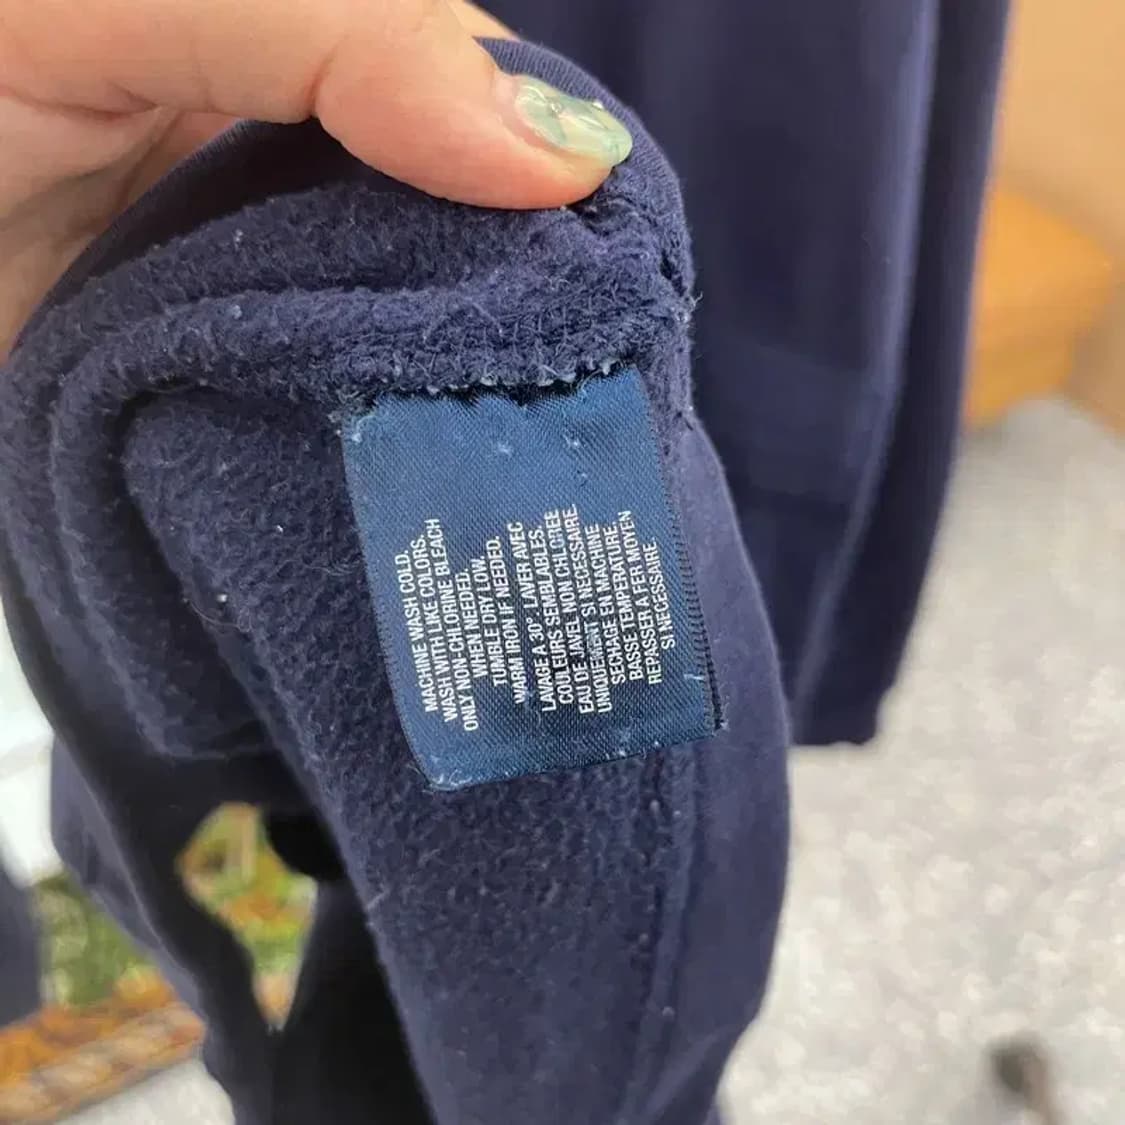 MACHINE WASH COLD.
WASH WITH LIKE COLORS.
ONLY NON-CHLORINE BLEACH
WHEN NEEDED.
TUMBLE DRY LOW.
WARM IRON IF NEEDED.
LAVAGE A 30°. LAVER AVEC
COULEURS SEMBLABLES.
EAU DE JAVEL NON CHLOREE
UNIQUEMENT SI NECESSAIRE.
SECHAGE EN MACHINE
BASSE TEMPERATURE.
REPASSER A FER MOYEN
SI NECESSAIRE.